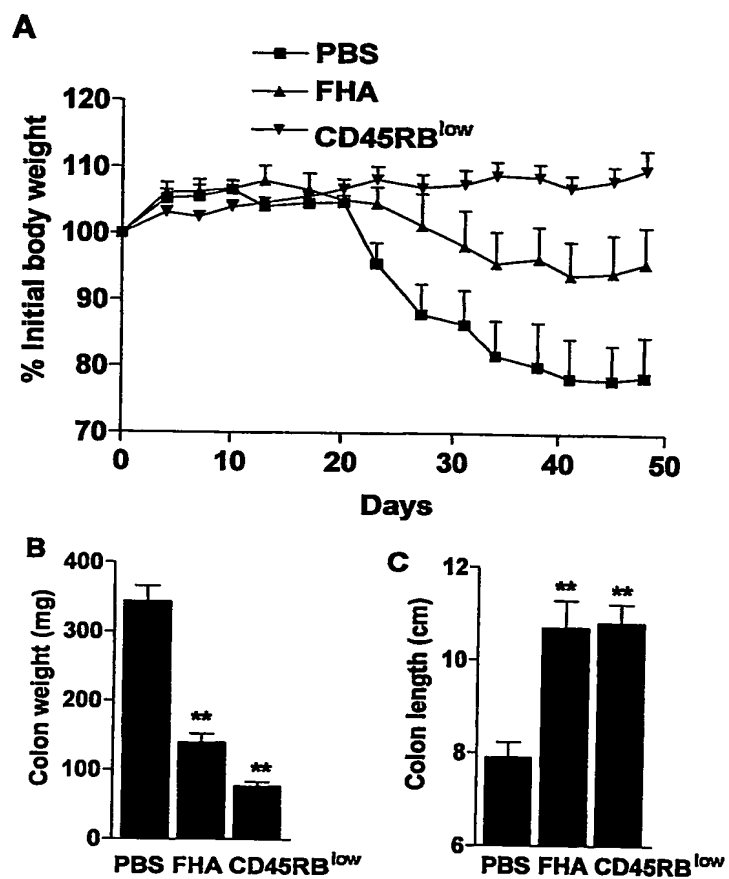 A
PBS
FHA
CD45RBlow
120
110
100
90
80
70
% Initial body weight
0 10 20 30 40 50
Days
B
400
300
200
100
0
Colon weight (mg)
**
**
PBS FHA CD45RBlow
C
12
10
8
6
Colon length (cm)
** **
PBS FHA CD45RBlow